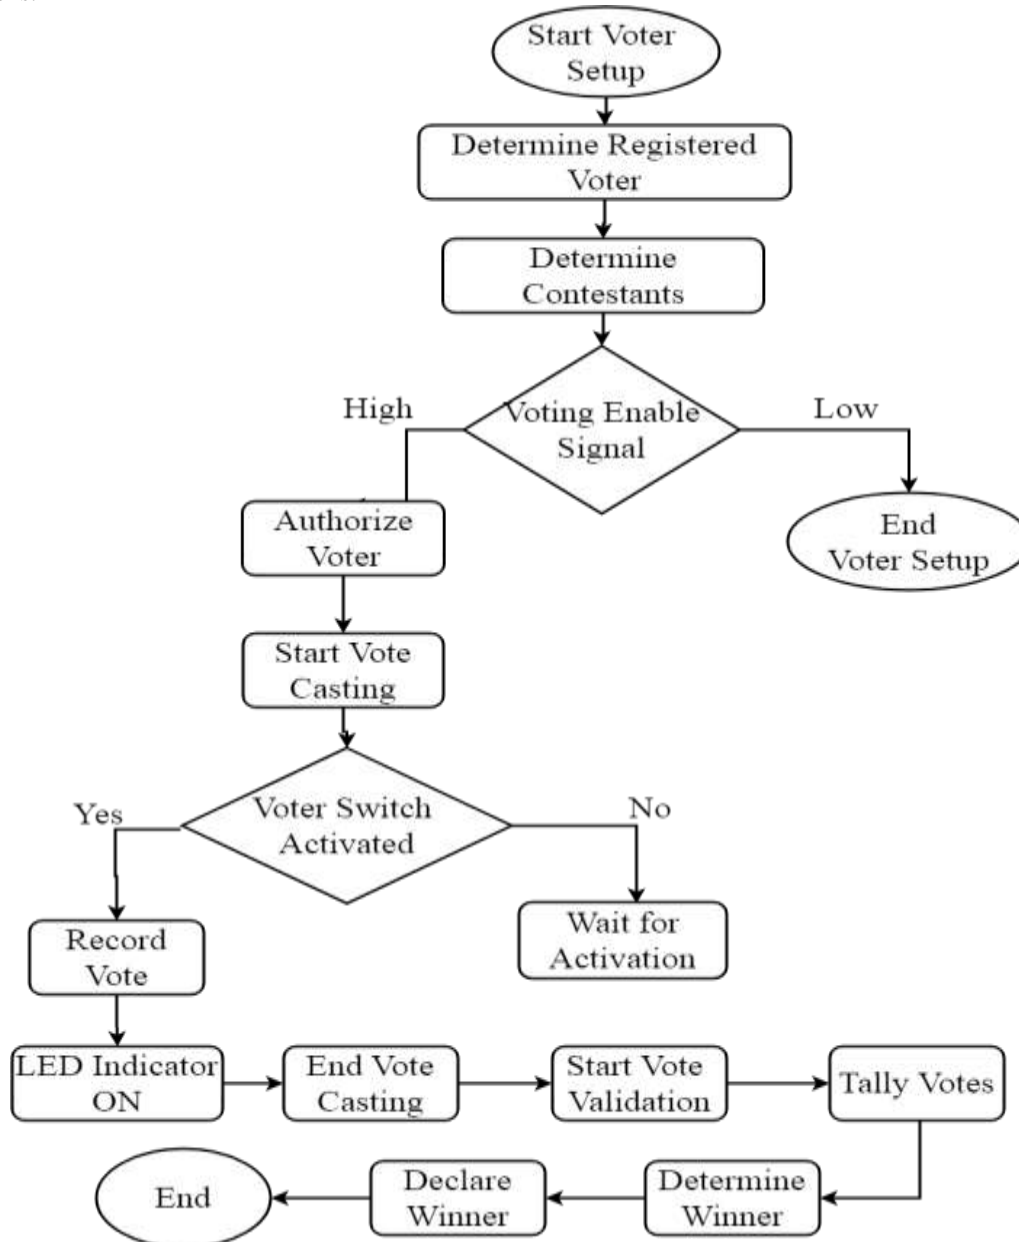 Start Voter
Setup
Determine Registered
Voter
Determine
Contestants
High
Voting Enable
Signal
Low
Authorize
Voter
End
Voter Setup
Start Vote
Casting
Yes
Voter Switch
Activated
No
Record
Vote
Wait for
Activation
LED Indicator
ON
End Vote
Casting
Start Vote
Validation
Tally Votes
End
Declare
Winner
Determine
Winner